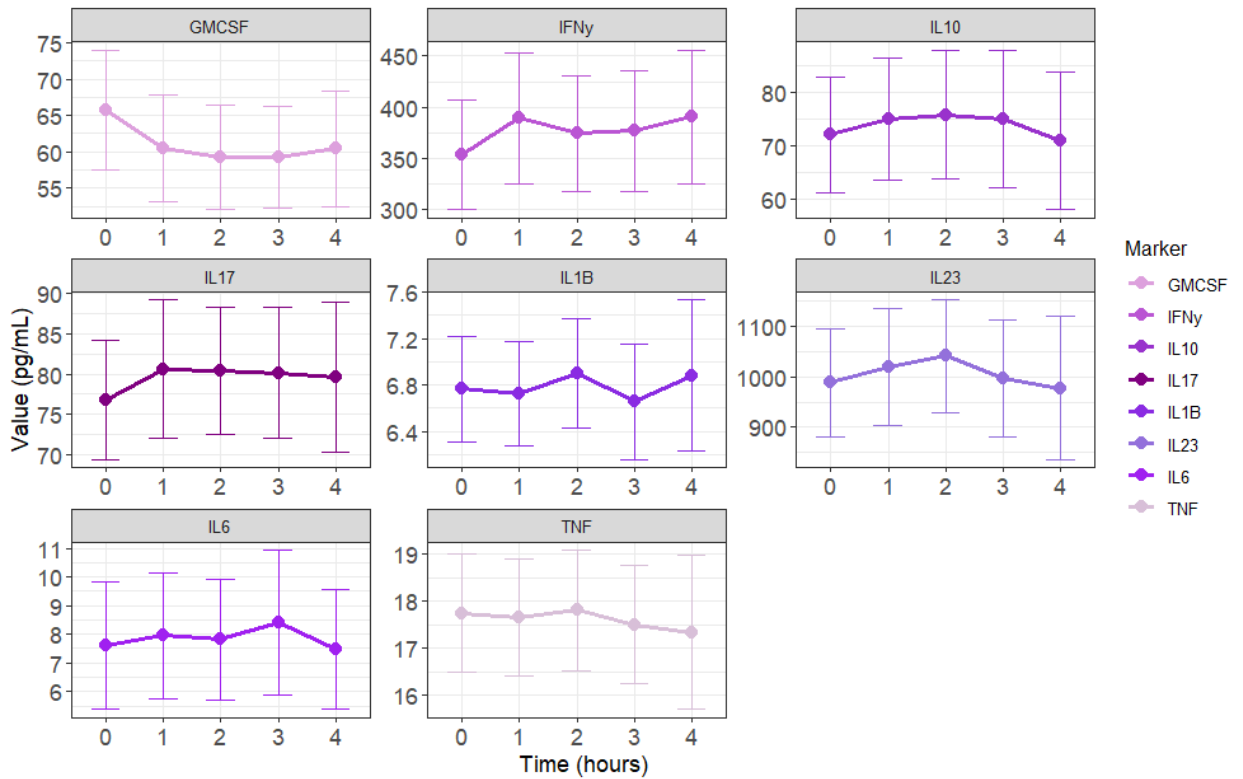 GMCSF
75
70
65
60
55
0 1 2 3 4
IFNy
450
400
350
300
0 1 2 3 4
IL10
80
70
60
0 1 2 3 4
IL17
90
85
80
75
70
0 1 2 3 4
IL1B
7.6
7.2
6.8
6.4
0 1 2 3 4
IL23
1100
1000
900
0 1 2 3 4
IL6
11
10
9
8
7
6
0 1 2 3 4
TNF
19
18
17
16
0 1 2 3 4
Value (pg/mL)
Time (hours)
Marker
GMCSF
IFNy
IL10
IL17
IL1B
IL23
IL6
TNF